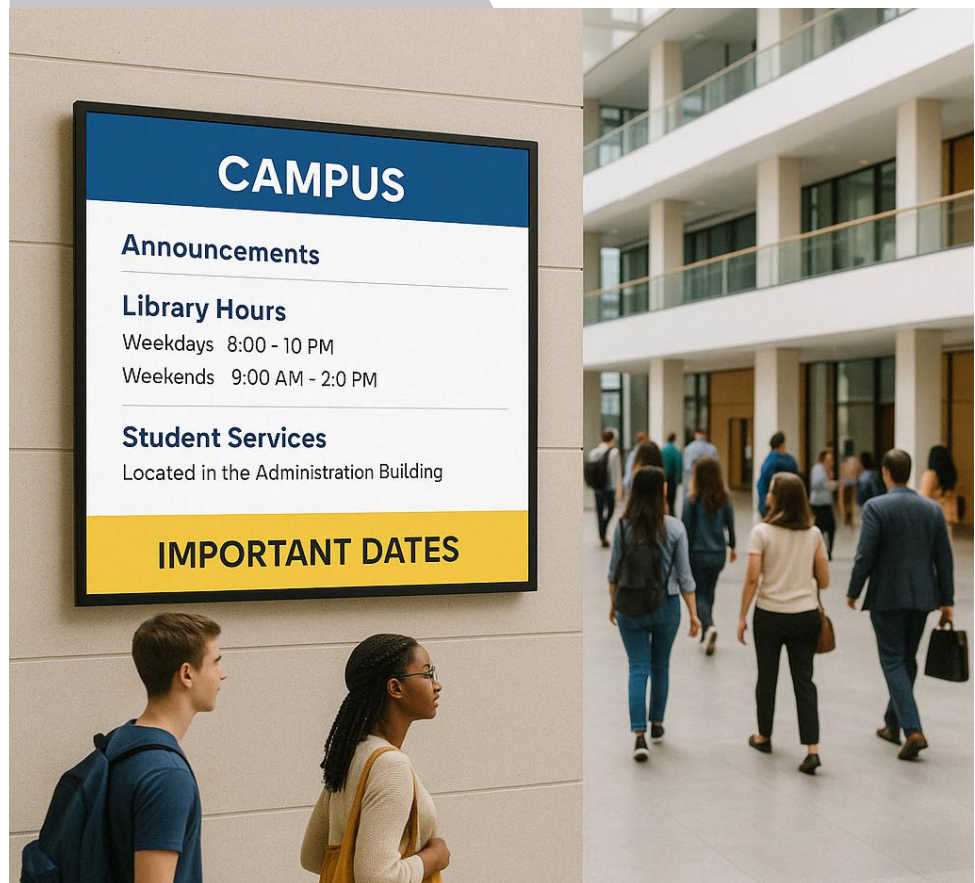 CAMPUS
Announcements
Library Hours
Weekdays 8:00 - 10 PM
Weekends 9:00 AM - 2:0 PM
Student Services
Located in the Administration Building
IMPORTANT DATES